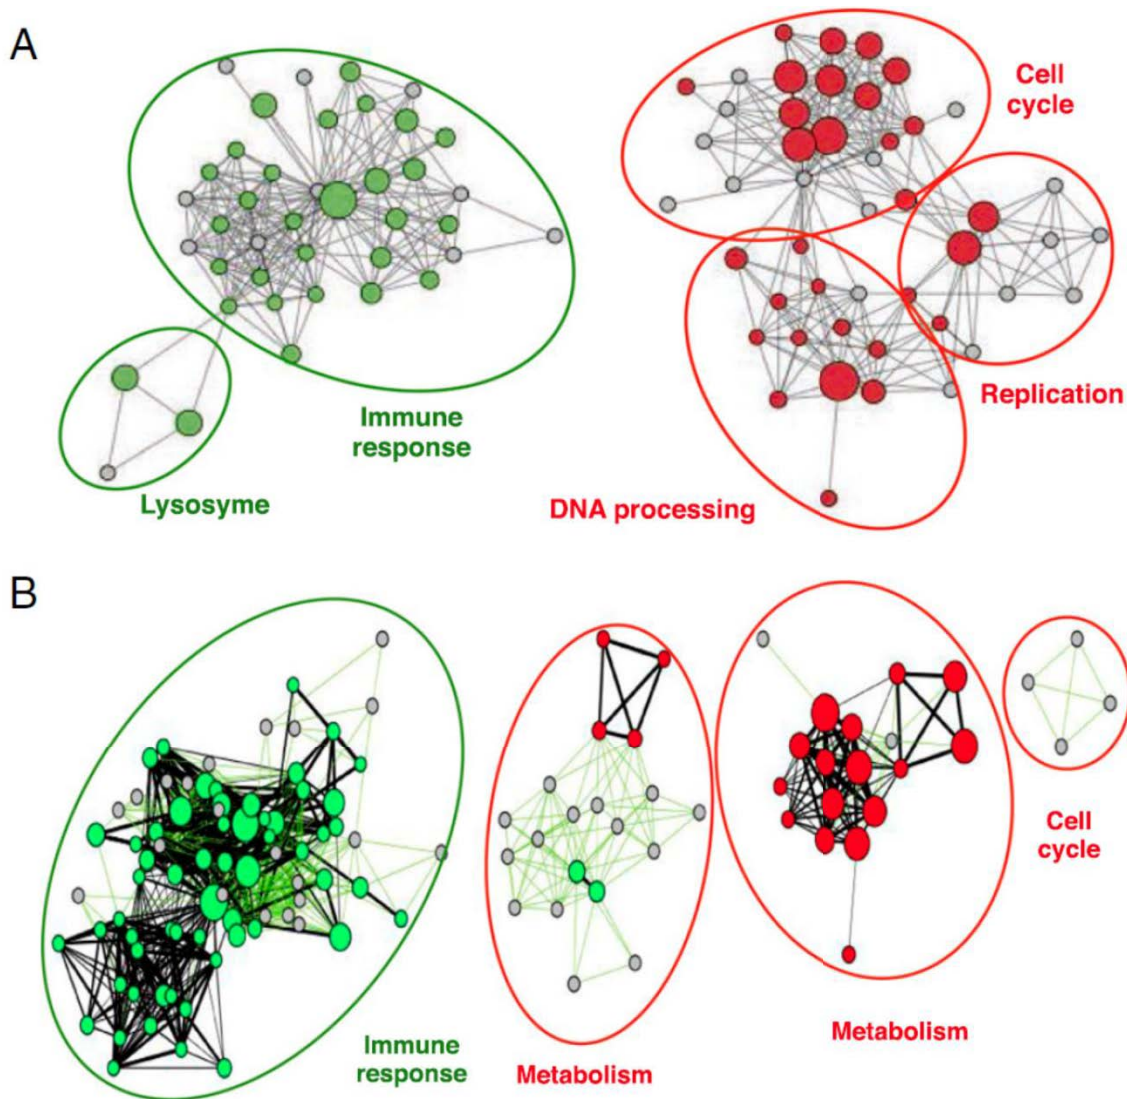 A
Cell
cycle
Immune
response
Replication
Lysosyme
DNA processing
B
Cell
cycle
Immune
response
Metabolism
Metabolism